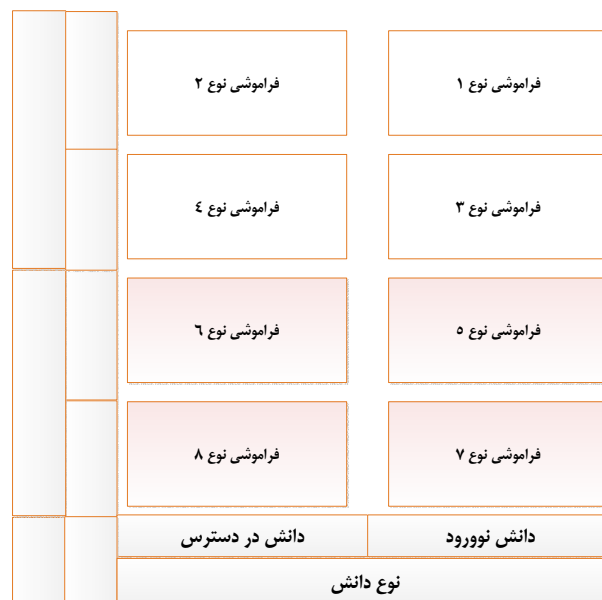 فراموشی نوع ۱
فراموشی نوع ۲
فراموشی نوع ۳
فراموشی نوع ٤
فراموشی نوع ٥
فراموشی نوع ٦
فراموشی نوع ۷
فراموشی نوع ۸
دانش نوورود
دانش در دسترس
نوع دانش